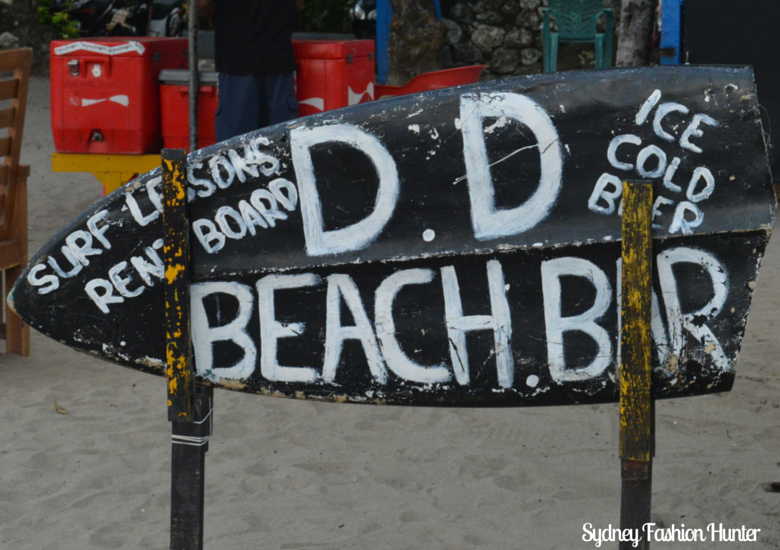 SURF LESSONS
RENT BOARD
D.D
BEACH.BAR
ICE
COLD
BEER
Sydney Fashion Hunter